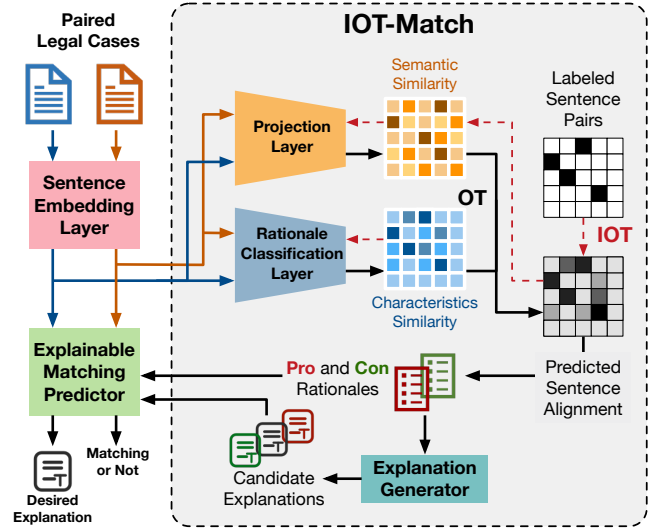 Paired
Legal Cases
IOT-Match
Semantic
Similarity
Labeled
Sentence
Pairs
Projection
Layer
Sentence
Embedding
Layer
OT
IOT
Rationale
Classification
Layer
Characteristics
Similarity
Explainable
Matching
Predictor
Pro and Con
Rationales
Predicted
Sentence
Alignment
Matching
or Not
Desired
Explanation
T
T
T
T
Candidate
Explanations
Explanation
Generator